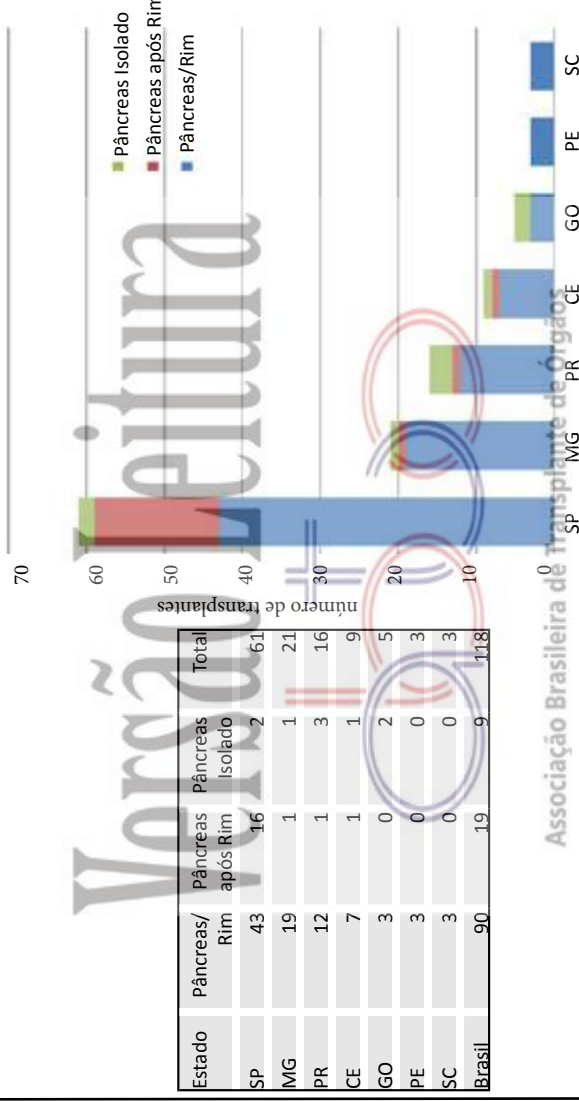 Versão Leitura
Associação Brasileira de Transplante de Órgãos
Estado Pâncreas/Rim Pâncreas após Rim Pâncreas Isolado Total
SP 43 16 2 61
MG 19 1 1 21
PR 12 1 3 16
CE 7 1 1 9
GO 3 0 2 5
PE 3 0 0 3
SC 3 0 0 3
Brasil 90 19 9 118
número de transplantes
70
60
50
40
30
20
10
0
SP MG PR CE GO PE SC
Pâncreas Isolado
Pâncreas após Rim
Pâncreas/Rim